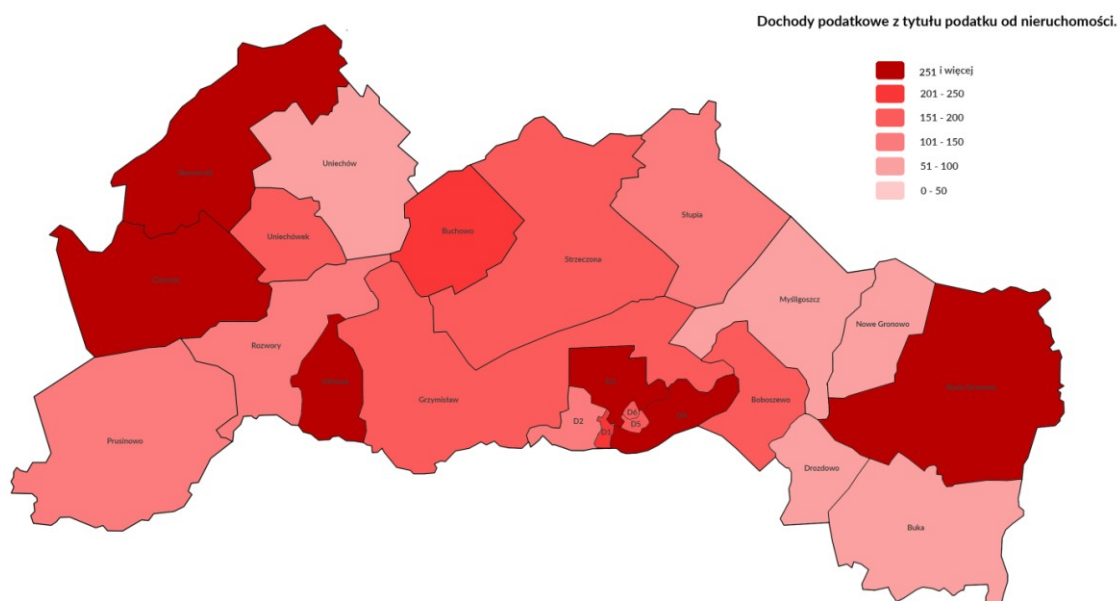 Dochody podatkowe z tytułu podatku od nieruchomości.
251 i więcej
201 - 250
151 - 200
101 - 150
51 - 100
0 - 50
Uniechów
Słupia
Buchowo
Uniechówek
Strzeczona
Myśligoszcz
Nowe Gronowo
Rozwory
Grzymisław
Boboszewo
D6
D2
D5
D1
Prusinowo
Drozdowo
Buka